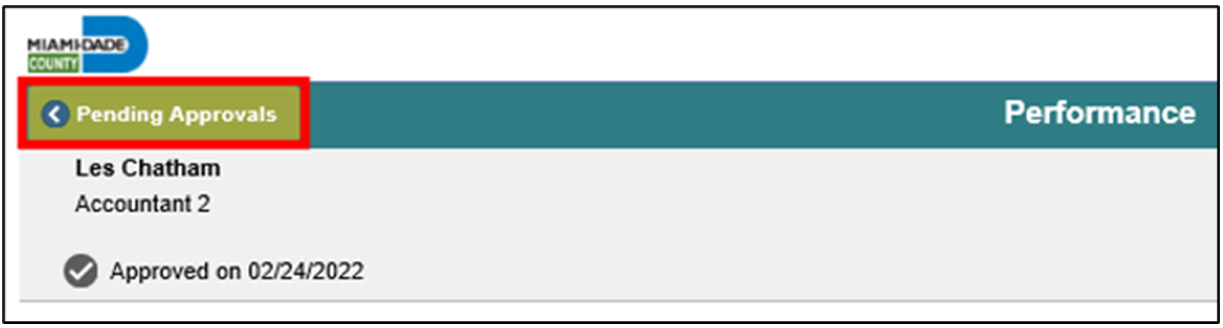 MIAMI-DADE
COUNTY
Pending Approvals
Performance
Les Chatham
Accountant 2
Approved on 02/24/2022